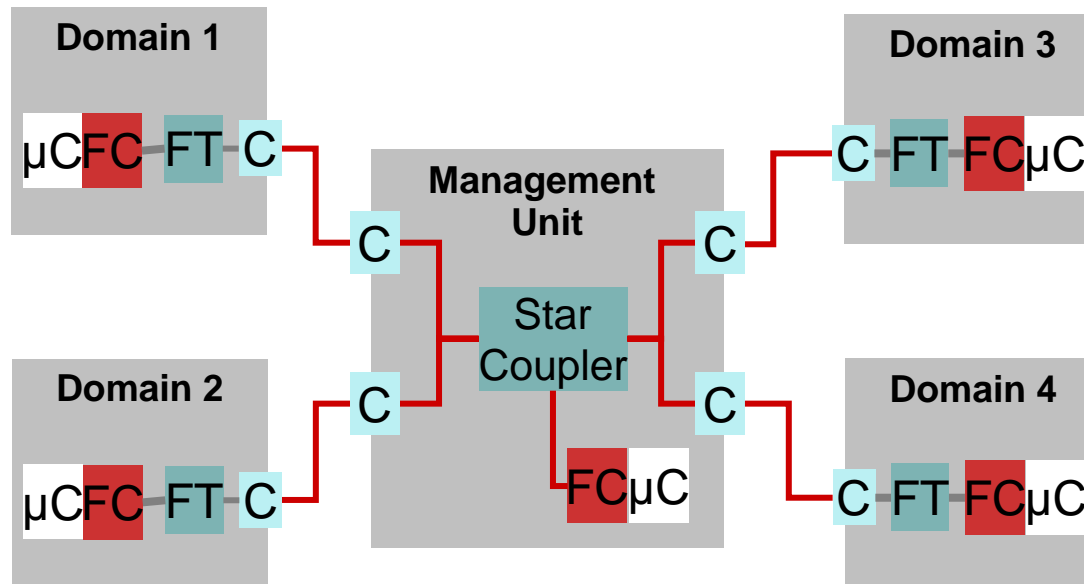 Domain 1
µC FC FT C
Domain 3
C FT FC µC
Management
Unit
C
C
Star
Coupler
Domain 2
µC FC FT C
C
C
FC µC
Domain 4
C FT FC µC